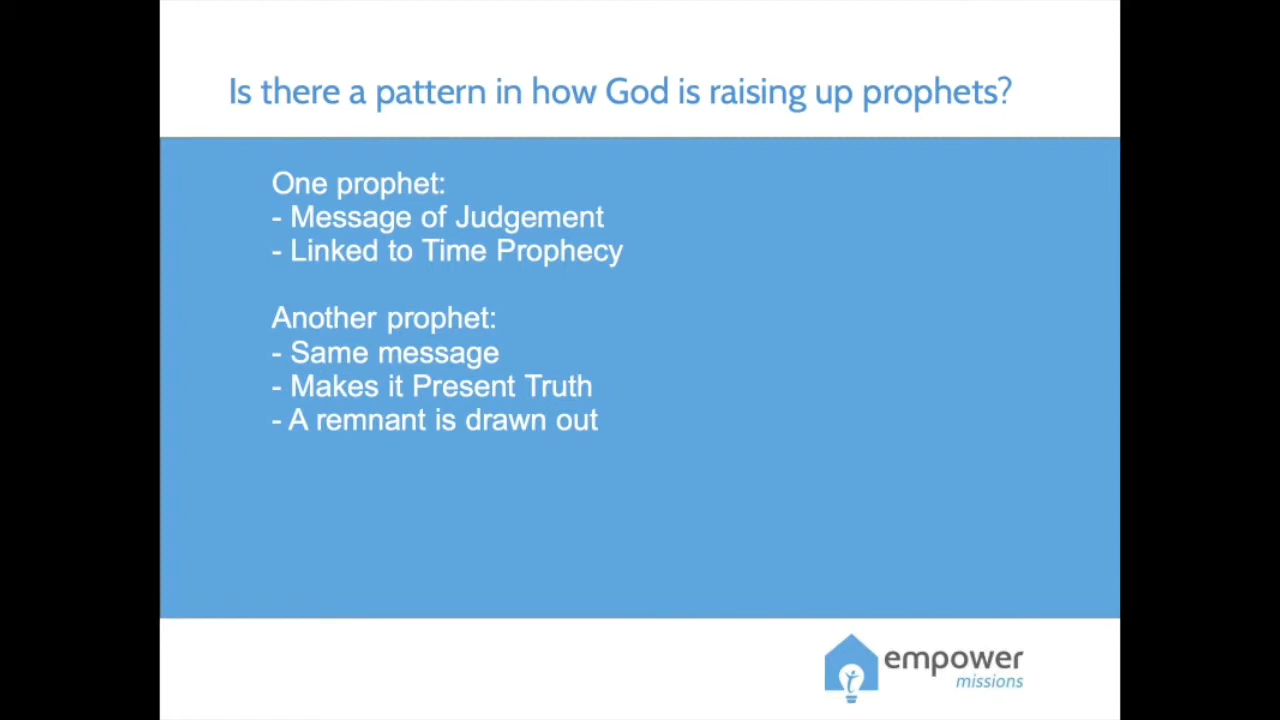 Is there a pattern in how God is raising up prophets?
One prophet:
- Message of Judgement
- Linked to Time Prophecy
Another prophet:
- Same message
- Makes it Present Truth
- A remnant is drawn out
empower
missions